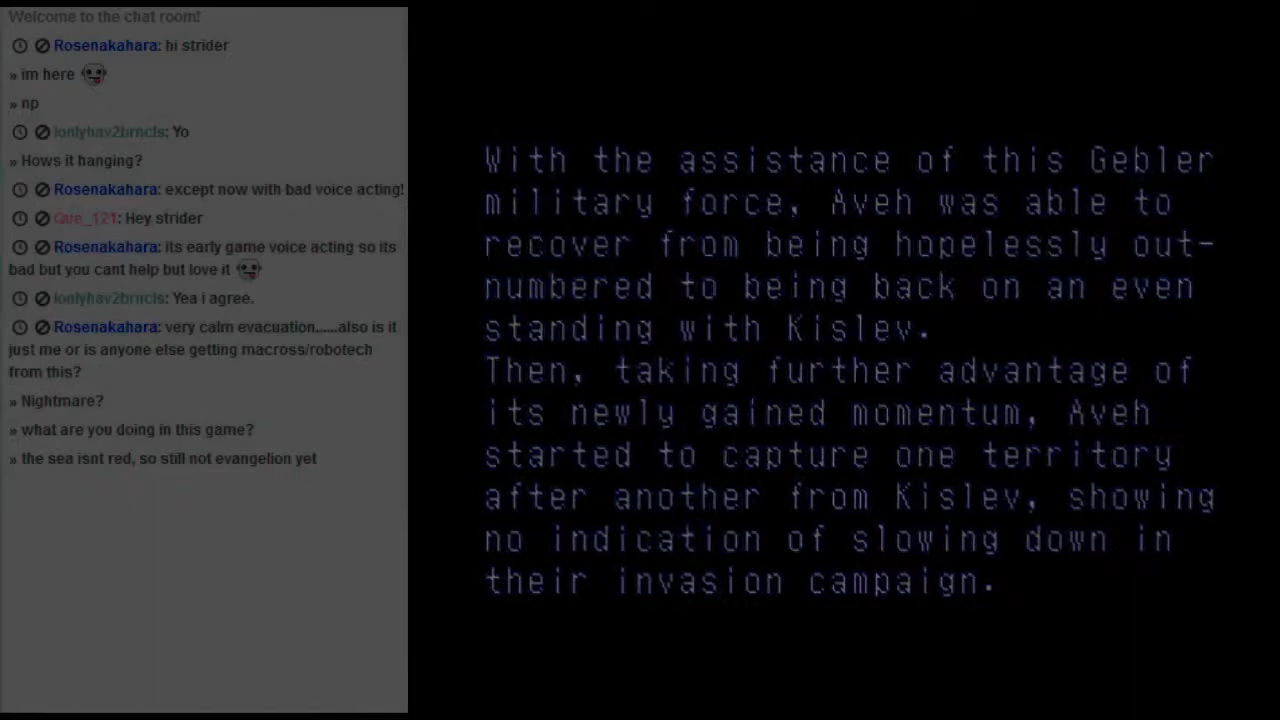 Welcome to the chat room!
Rosenakahara: hi strider
» im here
» np
Ionlyhav2brncls: Yo
» Hows it hanging?
Rosenakahara: except now with bad voice acting!
Que_121: Hey strider
Rosenakahara: its early game voice acting so its
bad but you cant help but love it
Ionlyhav2brncls: Yea i agree.
Rosenakahara: very calm evacuation......also is it
just me or is anyone else getting macross/robotech
from this?
» Nightmare?
» what are you doing in this game?
» the sea isnt red, so still not evangelion yet
With the assistance of this Gebler
military force, Aveh was able to
recover from being hopelessly out-
numbered to being back on an even
standing with Kislev.
Then, taking further advantage of
its newly gained momentum, Aveh
started to capture one territory
after another from Kislev, showing
no indication of slowing down in
their invasion campaign.